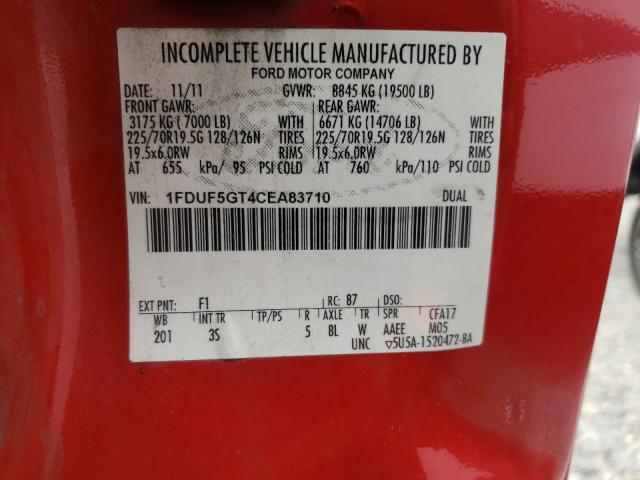 INCOMPLETE VEHICLE MANUFACTURED BY
FORD MOTOR COMPANY
DATE: 11/11 GVWR: 8845 KG (19500 LB)
FRONT GAWR: REAR GAWR:
3175 KG ( 7000 LB) WITH 6671 KG (14706 LB) WITH
225/70R19.5G 128/126N TIRES 225/70R19.5G 128/126N TIRES
19.5x6.0RW RIMS 19.5x6.0RW RIMS
AT 655 kPa/ 95 PSI COLD AT 760 kPa/110 PSI COLD
VIN: 1FDUF5GT4CEA83710 DUAL
EXT PNT: F1 RC: 87 DSO:
WB INT TR TP/PS R AXLE TR SPR CFA17
201 3S 5 8L W AAEE M05
UNC ▽5U5A-1520472-BA